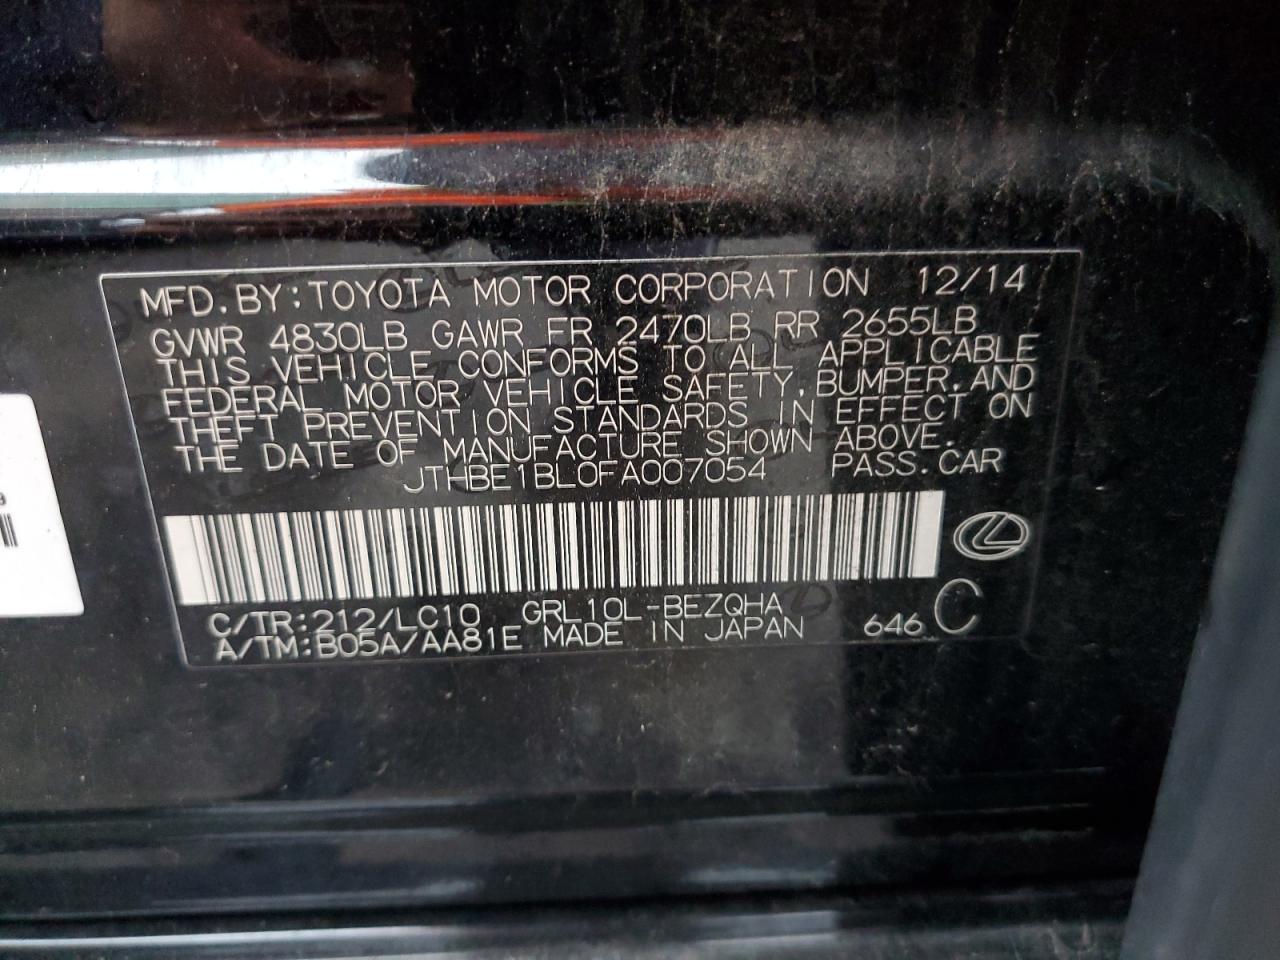 MFD.BY:TOYOTA MOTOR CORPORATION 12/14
GVWR 4830LB GAWR FR 2470LB RR 2655LB
THIS VEHICLE CONFORMS TO ALL APPLICABLE
FEDERAL MOTOR VEHICLE SAFETY,BUMPER,AND
THEFT PREVENTION STANDARDS IN EFFECT ON
THE DATE OF MANUFACTURE SHOWN ABOVE.
JTHBE1BL0FA007054 PASS.CAR
C/TR:212/LC10 GRL10L-BEZQHA
A/TM:B05A/AA81E MADE IN JAPAN 646 C
9